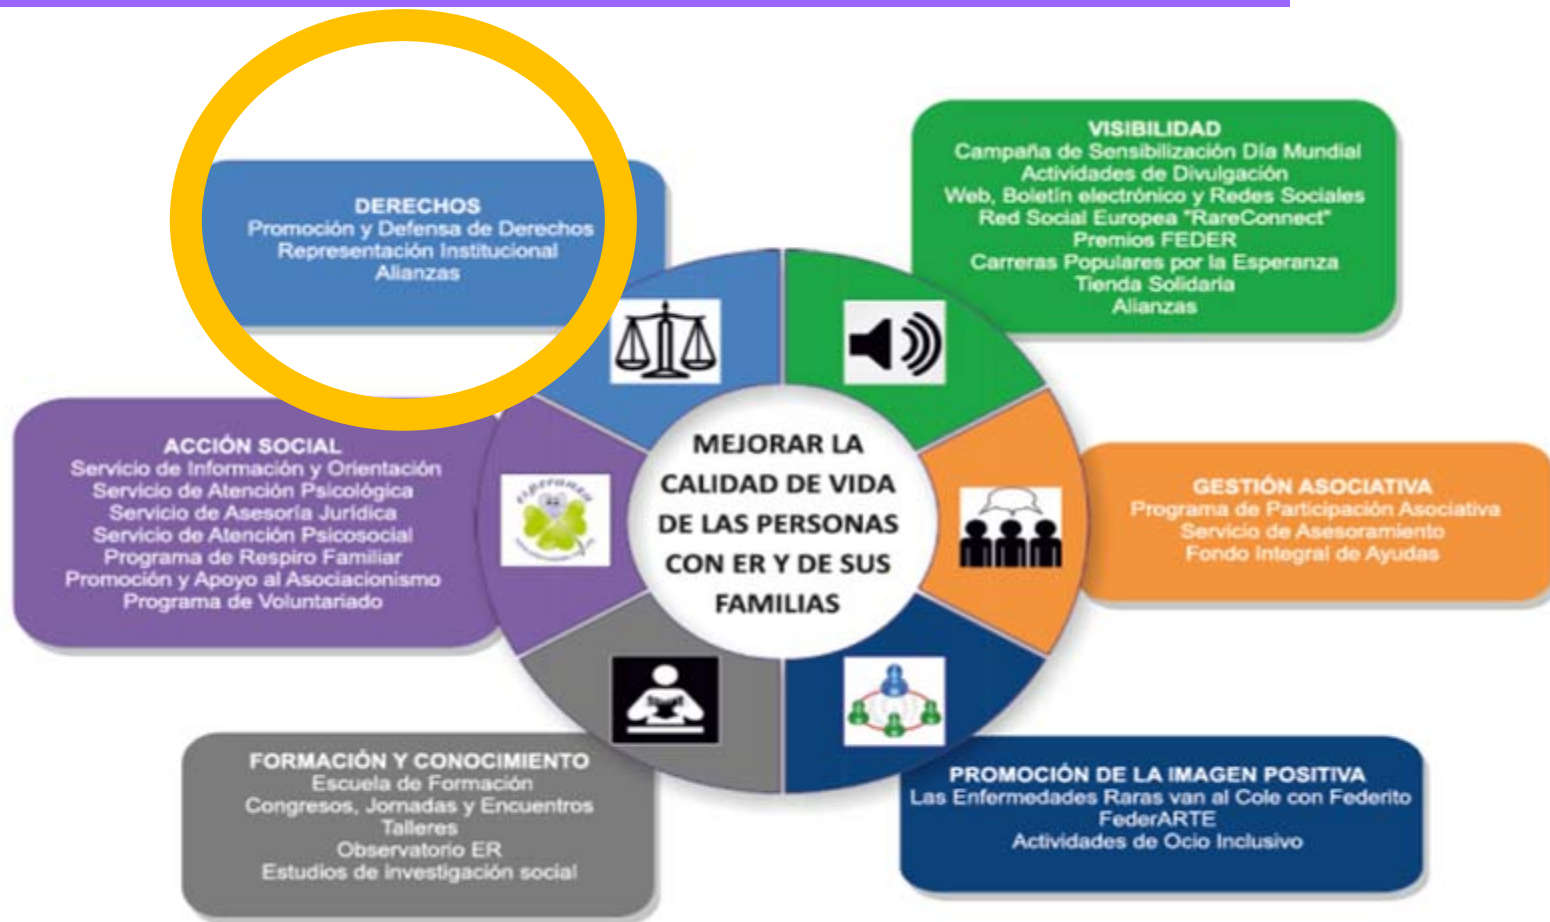 DERECHOS
Promoción y Defensa de Derechos
Representación Institucional
Alianzas
VISIBILIDAD
Campaña de Sensibilización Día Mundial
Actividades de Divulgación
Web, Boletín electrónico y Redes Sociales
Red Social Europea "RareConnect"
Premios FEDER
Carreras Populares por la Esperanza
Tienda Solidaria
Alianzas
ACCIÓN SOCIAL
Servicio de Información y Orientación
Servicio de Atención Psicológica
Servicio de Asesoría Jurídica
Servicio de Atención Psicosocial
Programa de Respiro Familiar
Promoción y Apoyo al Asociacionismo
Programa de Voluntariado
esperanza
MEJORAR LA
CALIDAD DE VIDA
DE LAS PERSONAS
CON ER Y DE SUS
FAMILIAS
GESTIÓN ASOCIATIVA
Programa de Participación Asociativa
Servicio de Asesoramiento
Fondo Integral de Ayudas
FORMACIÓN Y CONOCIMIENTO
Escuela de Formación
Congresos, Jornadas y Encuentros
Talleres
Observatorio ER
Estudios de investigación social
PROMOCIÓN DE LA IMAGEN POSITIVA
Las Enfermedades Raras van al Cole con Federito
FederARTE
Actividades de Ocio Inclusivo